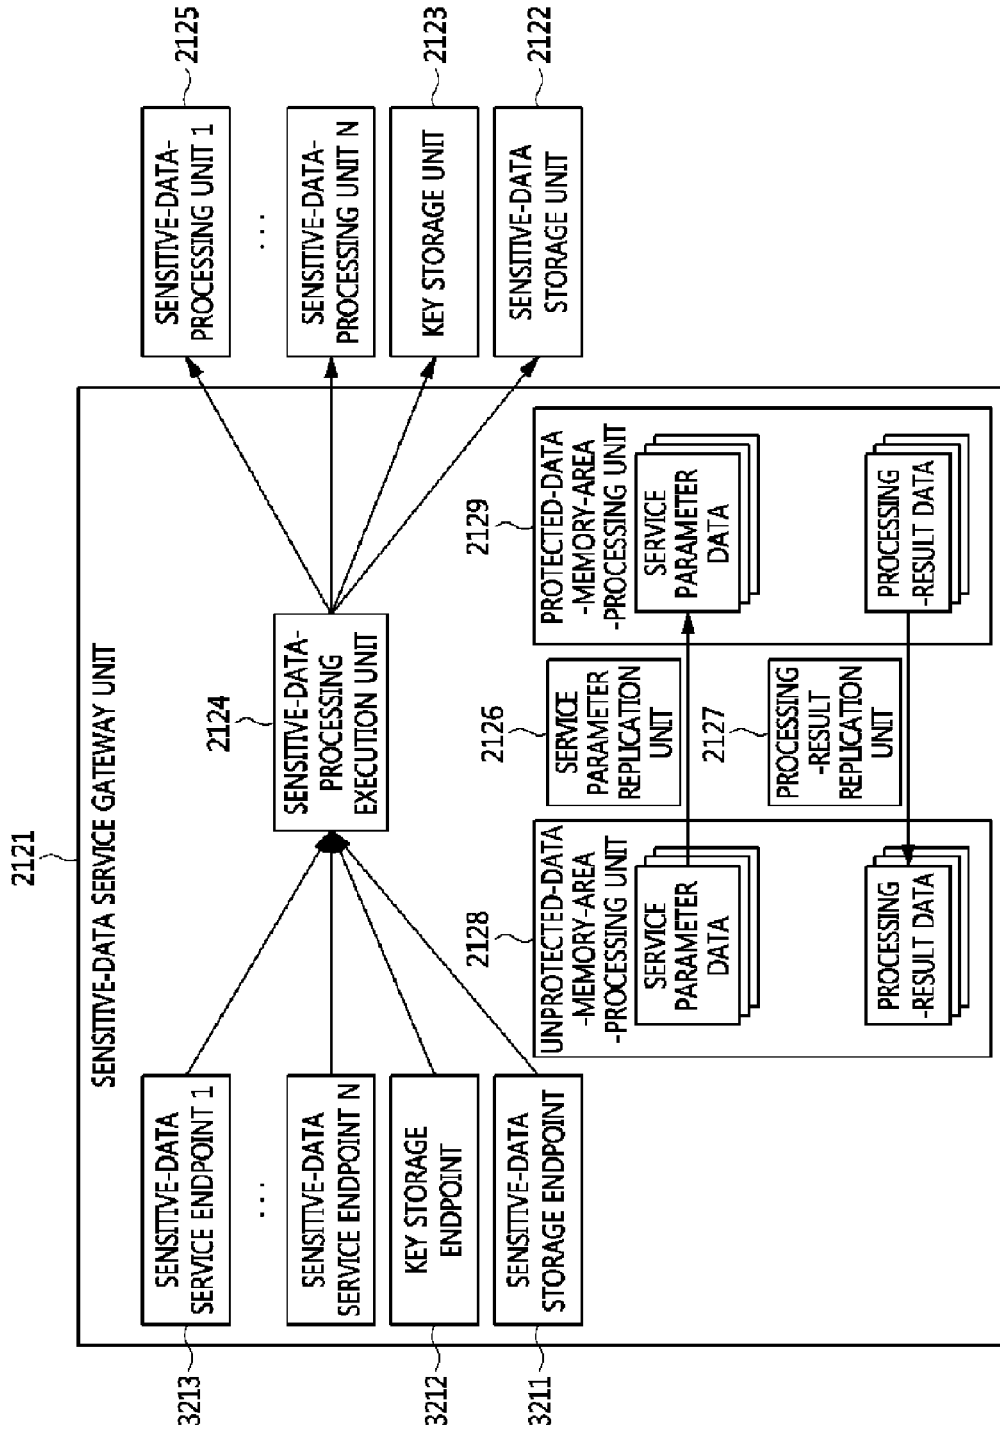 2121
SENSITIVE-DATA SERVICE GATEWAY UNIT
3213
SENSITIVE-DATA
SERVICE ENDPOINT 1
...
SENSITIVE-DATA
SERVICE ENDPOINT N
3212
KEY STORAGE
ENDPOINT
3211
SENSITIVE-DATA
STORAGE ENDPOINT
2124
SENSITIVE-DATA-
PROCESSING
EXECUTION UNIT
2125
SENSITIVE-DATA-
PROCESSING UNIT 1
...
SENSITIVE-DATA-
PROCESSING UNIT N
2123
KEY STORAGE UNIT
2122
SENSITIVE-DATA
STORAGE UNIT
2128
UNPROTECTED-DATA
-MEMORY-AREA
-PROCESSING UNIT
SERVICE
PARAMETER
DATA
PROCESSING
-RESULT DATA
2126
SERVICE
PARAMETER
REPLICATION
UNIT
2127
PROCESSING
-RESULT
REPLICATION
UNIT
2129
PROTECTED-DATA
-MEMORY-AREA
-PROCESSING UNIT
SERVICE
PARAMETER
DATA
PROCESSING
-RESULT DATA